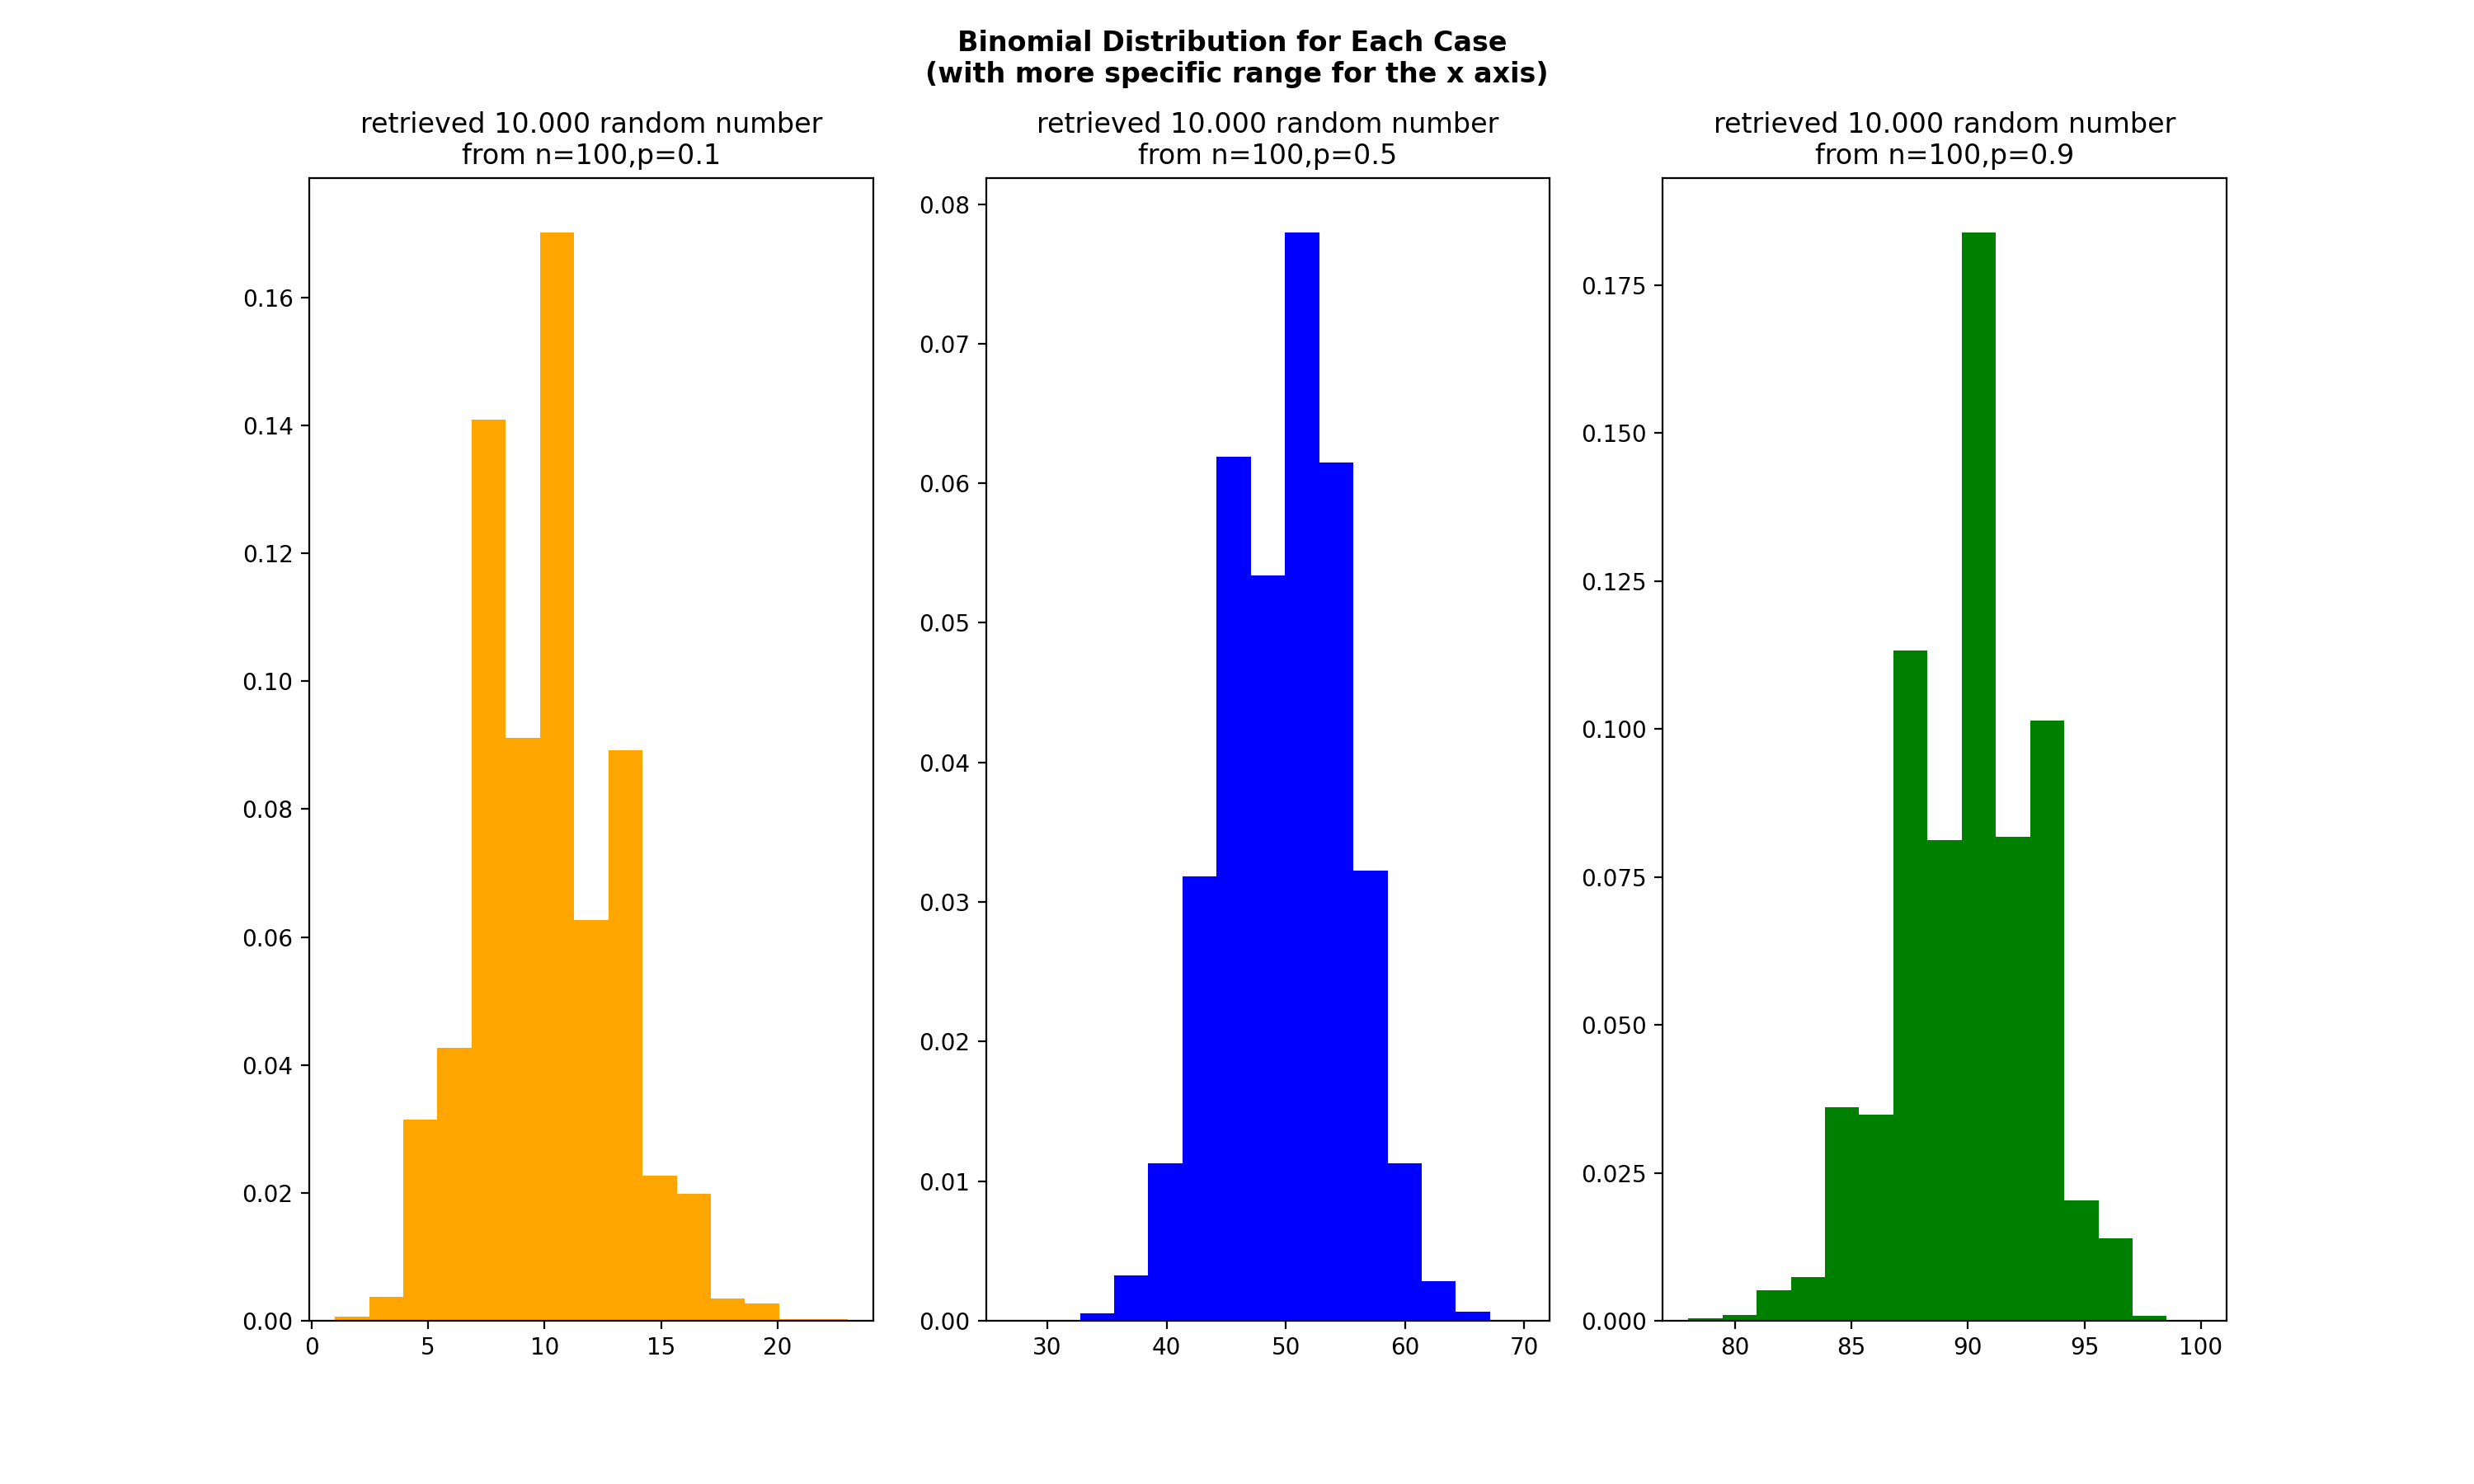 Binomial Distribution for Each Case
(with more specific range for the x axis)
retrieved 10.000 random number
from n=100,p=0.1
0.16
0.14
0.12
0.10
0.08
0.06
0.04
0.02
0.00
0 5 10 15 20
retrieved 10.000 random number
from n=100,p=0.5
0.08
0.07
0.06
0.05
0.04
0.03
0.02
0.01
0.00
30 40 50 60 70
retrieved 10.000 random number
from n=100,p=0.9
0.175
0.150
0.125
0.100
0.075
0.050
0.025
0.000
80 85 90 95 100